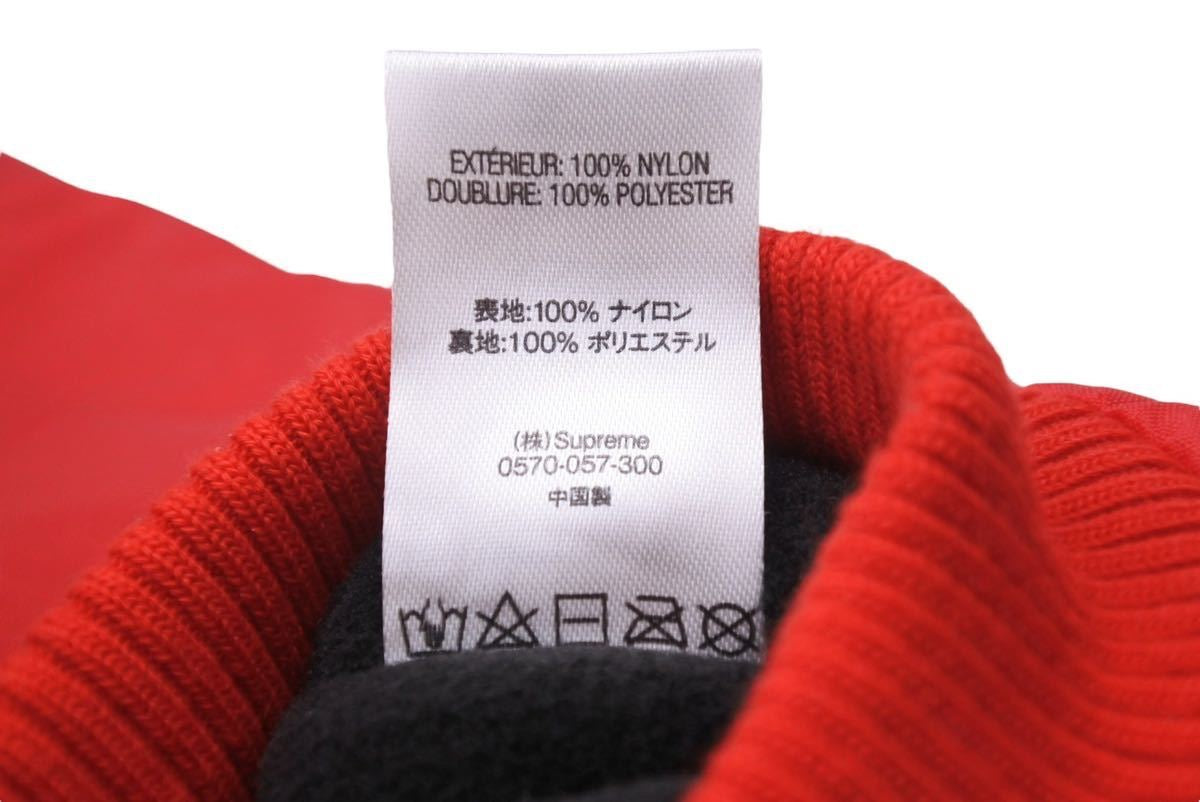 EXTÉRIEUR: 100% NYLON
DOUBLURE: 100% POLYESTER
表地:100% ナイロン
裏地:100% ポリエステル
(株)Supreme
0570-057-300
中国製